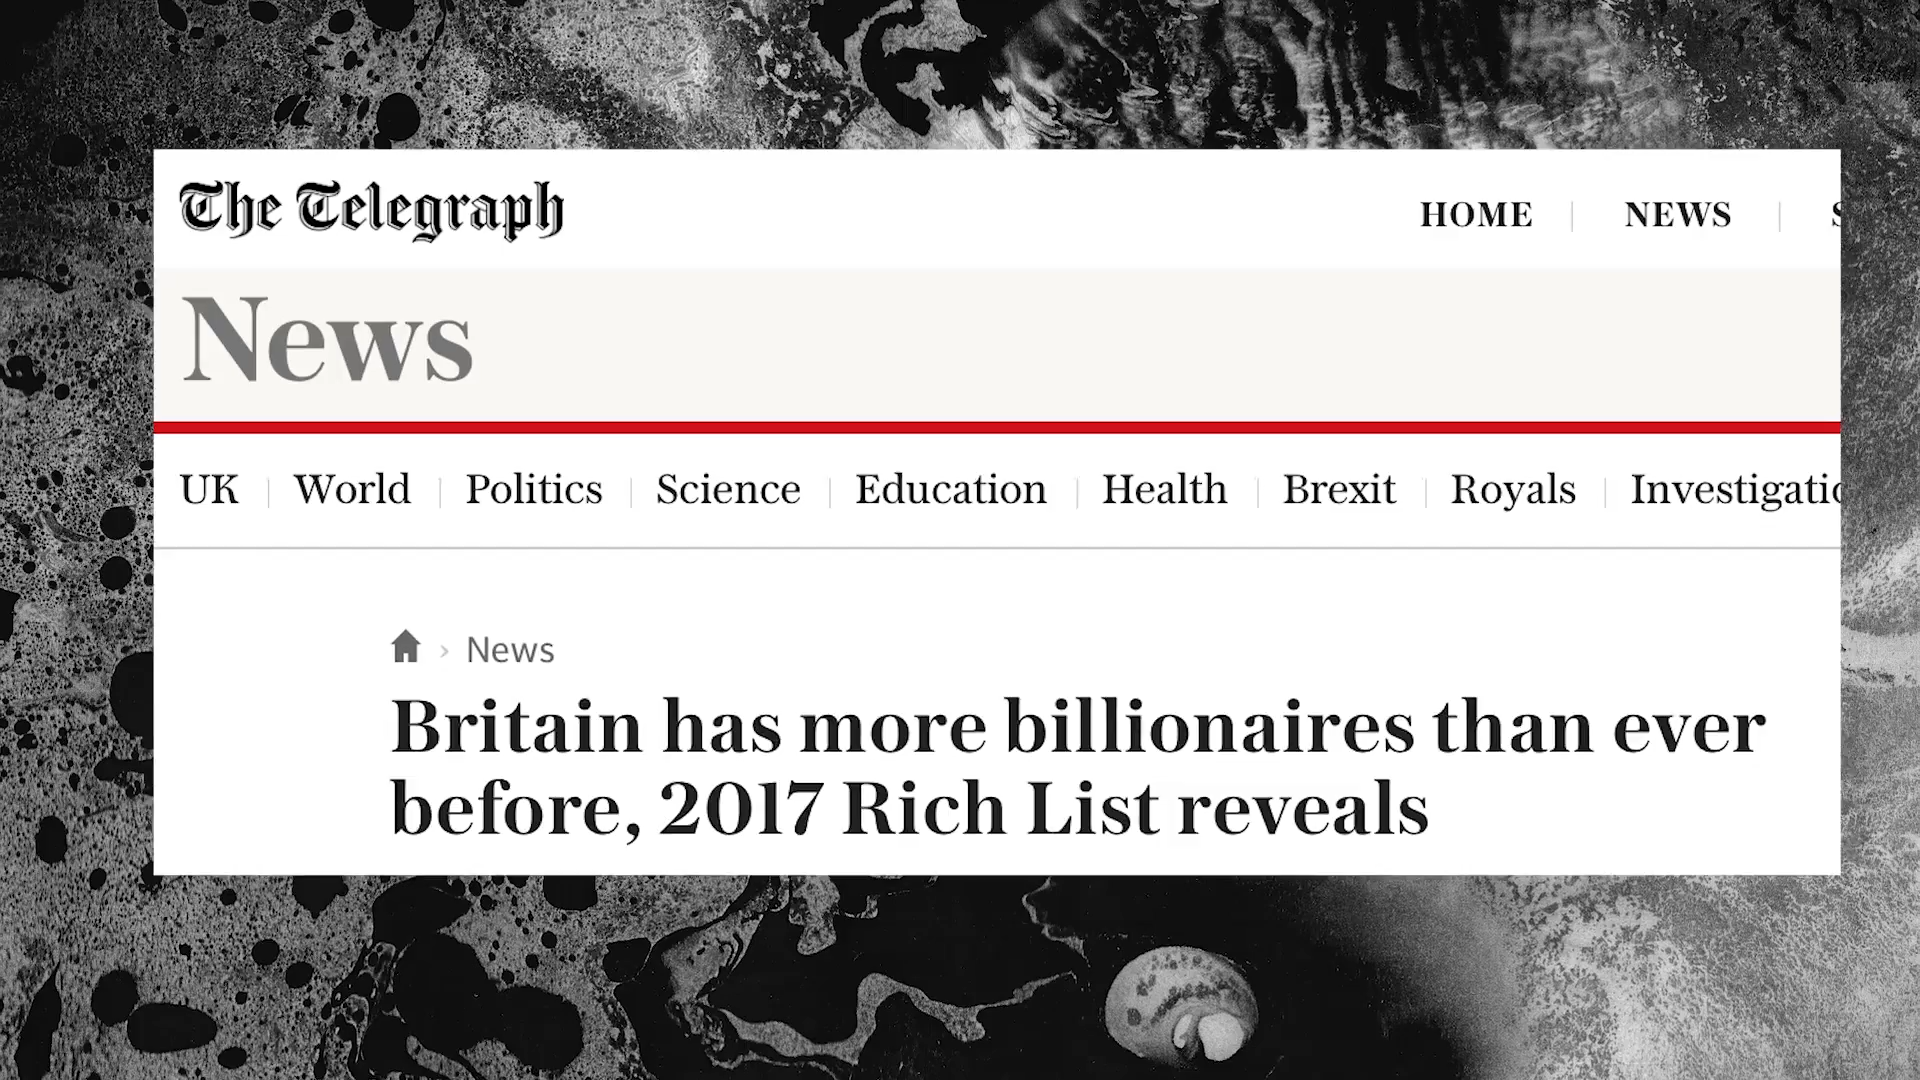 The Telegraph
HOME NEWS
News
UK World Politics Science Education Health Brexit Royals Investigatio
News
Britain has more billionaires than ever
before, 2017 Rich List reveals